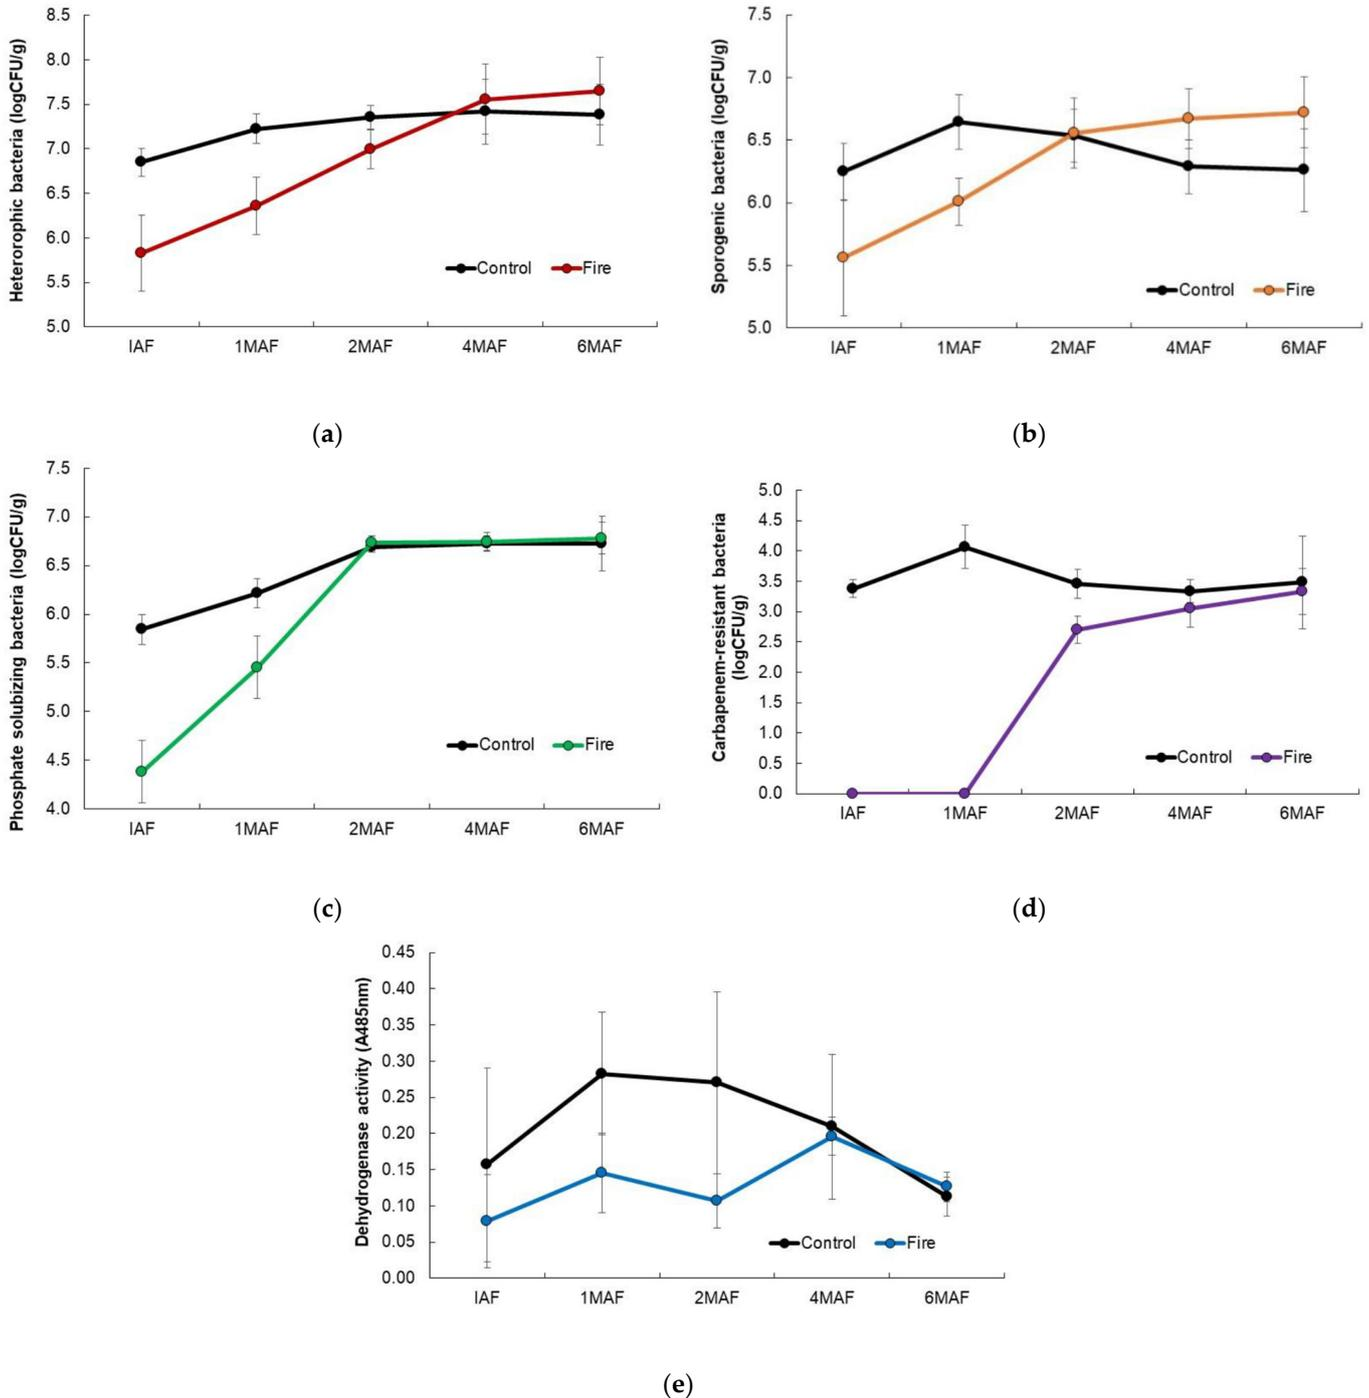 Heterorophic bacteria (logCFU/g)
8.5
8.0
7.5
7.0
6.5
6.0
5.5
5.0
IAF 1MAF 2MAF 4MAF 6MAF
Control Fire
(a)
Sporogenic bacteria (logCFU/g)
7.5
7.0
6.5
6.0
5.5
5.0
IAF 1MAF 2MAF 4MAF 6MAF
Control Fire
(b)
Phosphate solubizing bacteria (logCFU/g)
7.5
7.0
6.5
6.0
5.5
5.0
4.5
4.0
IAF 1MAF 2MAF 4MAF 6MAF
Control Fire
(c)
Carbapenem-resistant bacteria
(logCFU/g)
5.0
4.5
4.0
3.5
3.0
2.5
2.0
1.5
1.0
0.5
0.0
IAF 1MAF 2MAF 4MAF 6MAF
Control Fire
(d)
Dehydrogenase activity (A485nm)
0.45
0.40
0.35
0.30
0.25
0.20
0.15
0.10
0.05
0.00
IAF 1MAF 2MAF 4MAF 6MAF
Control Fire
(e)